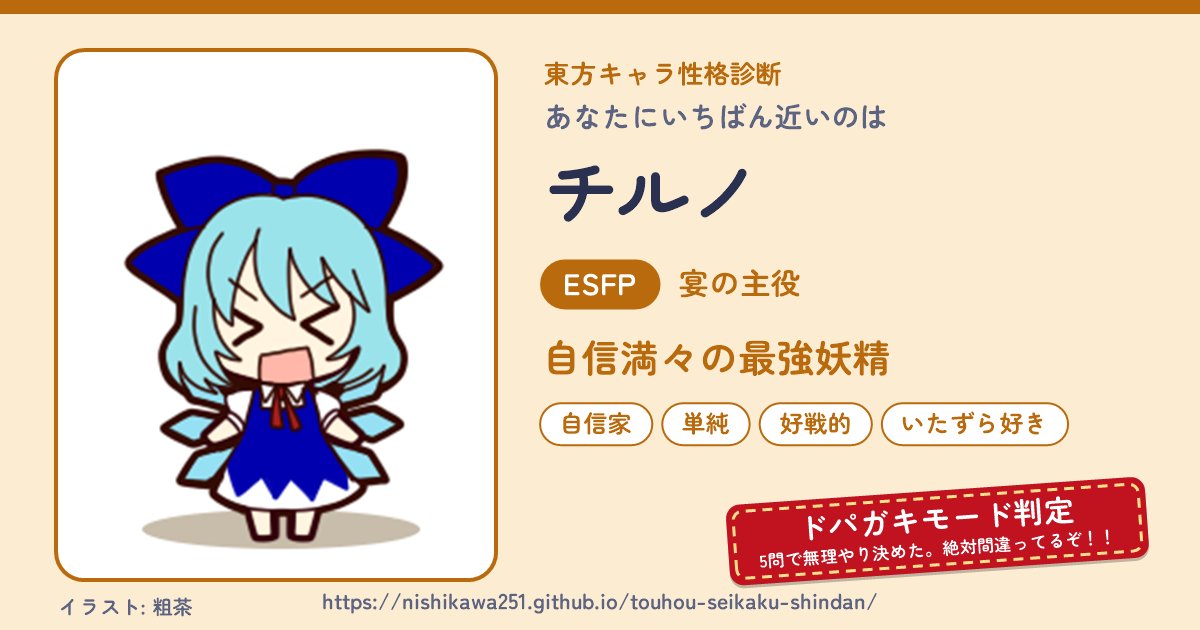 東方キャラ性格診断
あなたにいちばん近いのは
チルノ
ESFP 宴の主役
自信満々の最強妖精
自信家 単純 好戦的 いたずら好き
ドパガキモード判定
5問で無理やり決めた。絶対間違ってるぞ！！
イラスト: 粗茶
https://nishikawa251.github.io/touhou-seikaku-shindan/